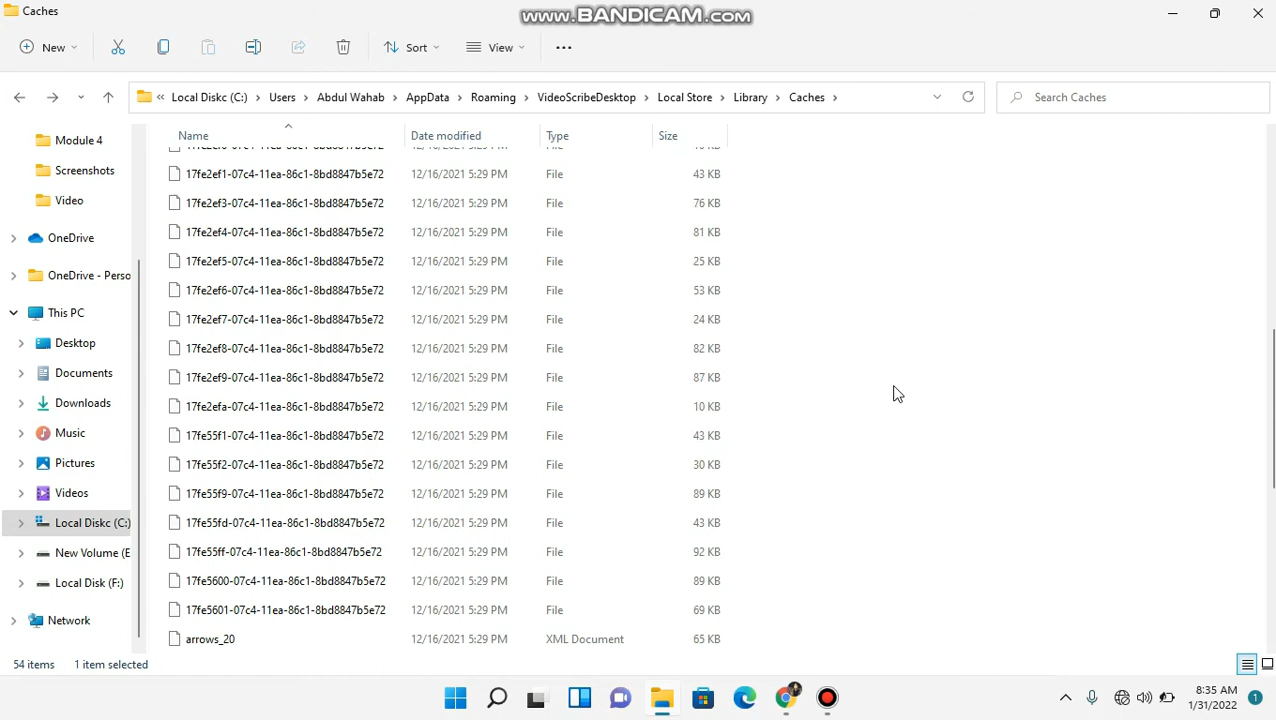 Caches
www.BANDICAM.com
New
Sort
View
Local Diskc (C:) Users Abdul Wahab AppData Roaming VideoScribeDesktop Local Store Library Caches
Search Caches
Name Date modified Type Size
Module 4
Screenshots
Video
OneDrive
OneDrive - Perso
This PC
Desktop
Documents
Downloads
Music
Pictures
Videos
Local Diskc (C:)
New Volume (E
Local Disk (F:)
Network
17fe2ef1-07c4-11ea-86c1-8bd8847b5e72 12/16/2021 5:29 PM File 43 KB
17fe2ef3-07c4-11ea-86c1-8bd8847b5e72 12/16/2021 5:29 PM File 76 KB
17fe2ef4-07c4-11ea-86c1-8bd8847b5e72 12/16/2021 5:29 PM File 81 KB
17fe2ef5-07c4-11ea-86c1-8bd8847b5e72 12/16/2021 5:29 PM File 25 KB
17fe2ef6-07c4-11ea-86c1-8bd8847b5e72 12/16/2021 5:29 PM File 53 KB
17fe2ef7-07c4-11ea-86c1-8bd8847b5e72 12/16/2021 5:29 PM File 24 KB
17fe2ef8-07c4-11ea-86c1-8bd8847b5e72 12/16/2021 5:29 PM File 82 KB
17fe2ef9-07c4-11ea-86c1-8bd8847b5e72 12/16/2021 5:29 PM File 87 KB
17fe2efa-07c4-11ea-86c1-8bd8847b5e72 12/16/2021 5:29 PM File 10 KB
17fe55f1-07c4-11ea-86c1-8bd8847b5e72 12/16/2021 5:29 PM File 43 KB
17fe55f2-07c4-11ea-86c1-8bd8847b5e72 12/16/2021 5:29 PM File 30 KB
17fe55f9-07c4-11ea-86c1-8bd8847b5e72 12/16/2021 5:29 PM File 89 KB
17fe55fd-07c4-11ea-86c1-8bd8847b5e72 12/16/2021 5:29 PM File 43 KB
17fe55ff-07c4-11ea-86c1-8bd8847b5e72 12/16/2021 5:29 PM File 92 KB
17fe5600-07c4-11ea-86c1-8bd8847b5e72 12/16/2021 5:29 PM File 89 KB
17fe5601-07c4-11ea-86c1-8bd8847b5e72 12/16/2021 5:29 PM File 69 KB
arrows_20 12/16/2021 5:29 PM XML Document 65 KB
54 items 1 item selected
8:35 AM
1/31/2022
1